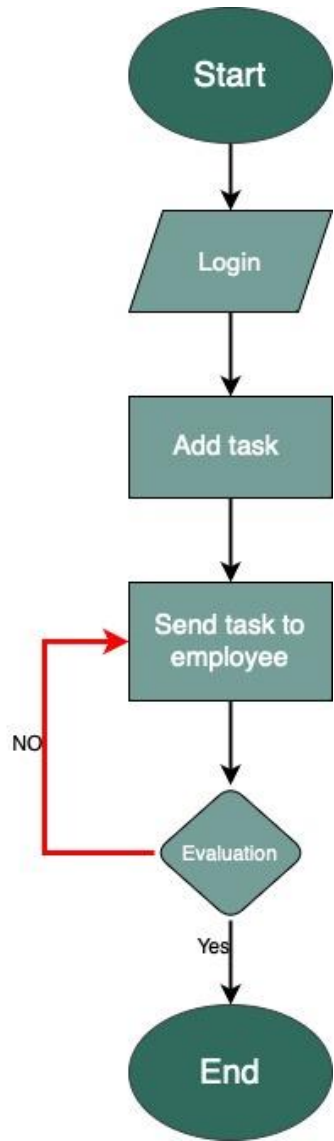 Start
Login
Add task
Send task to
employee
NO
Evaluation
Yes
End